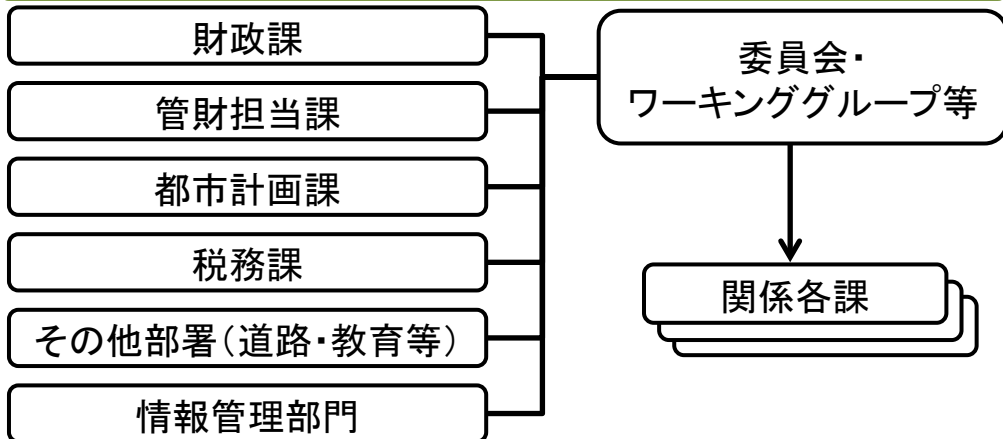 財政課
管財担当課
都市計画課
税務課
その他部署(道路・教育等)
情報管理部門
委員会・
ワーキンググループ等
関係各課